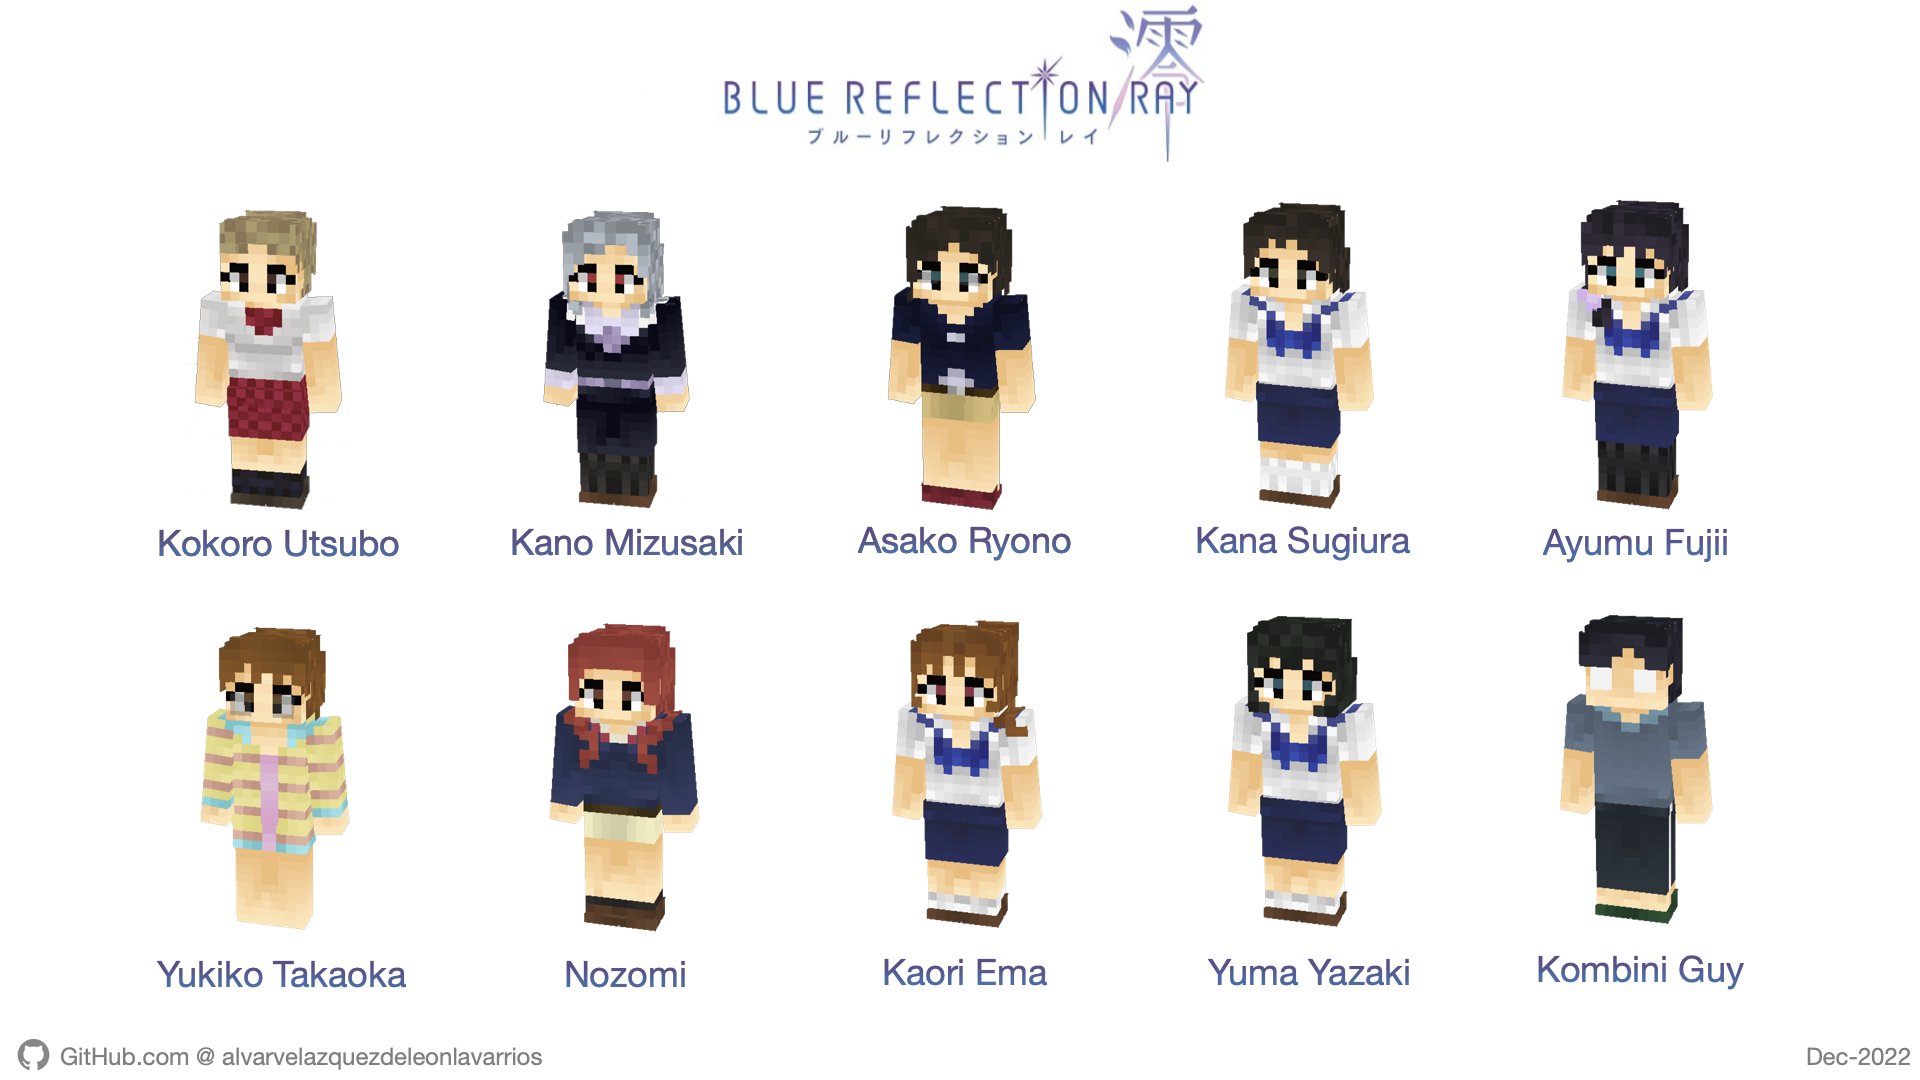 澪
BLUE REFLECTION RAY
ブルーリフレクション レイ
Kokoro Utsubo
Kano Mizusaki
Asako Ryono
Kana Sugiura
Ayumu Fujii
Yukiko Takaoka
Nozomi
Kaori Ema
Yuma Yazaki
Kombini Guy
GitHub.com @ alvarvelazquezdeleonlavarrios
Dec-2022